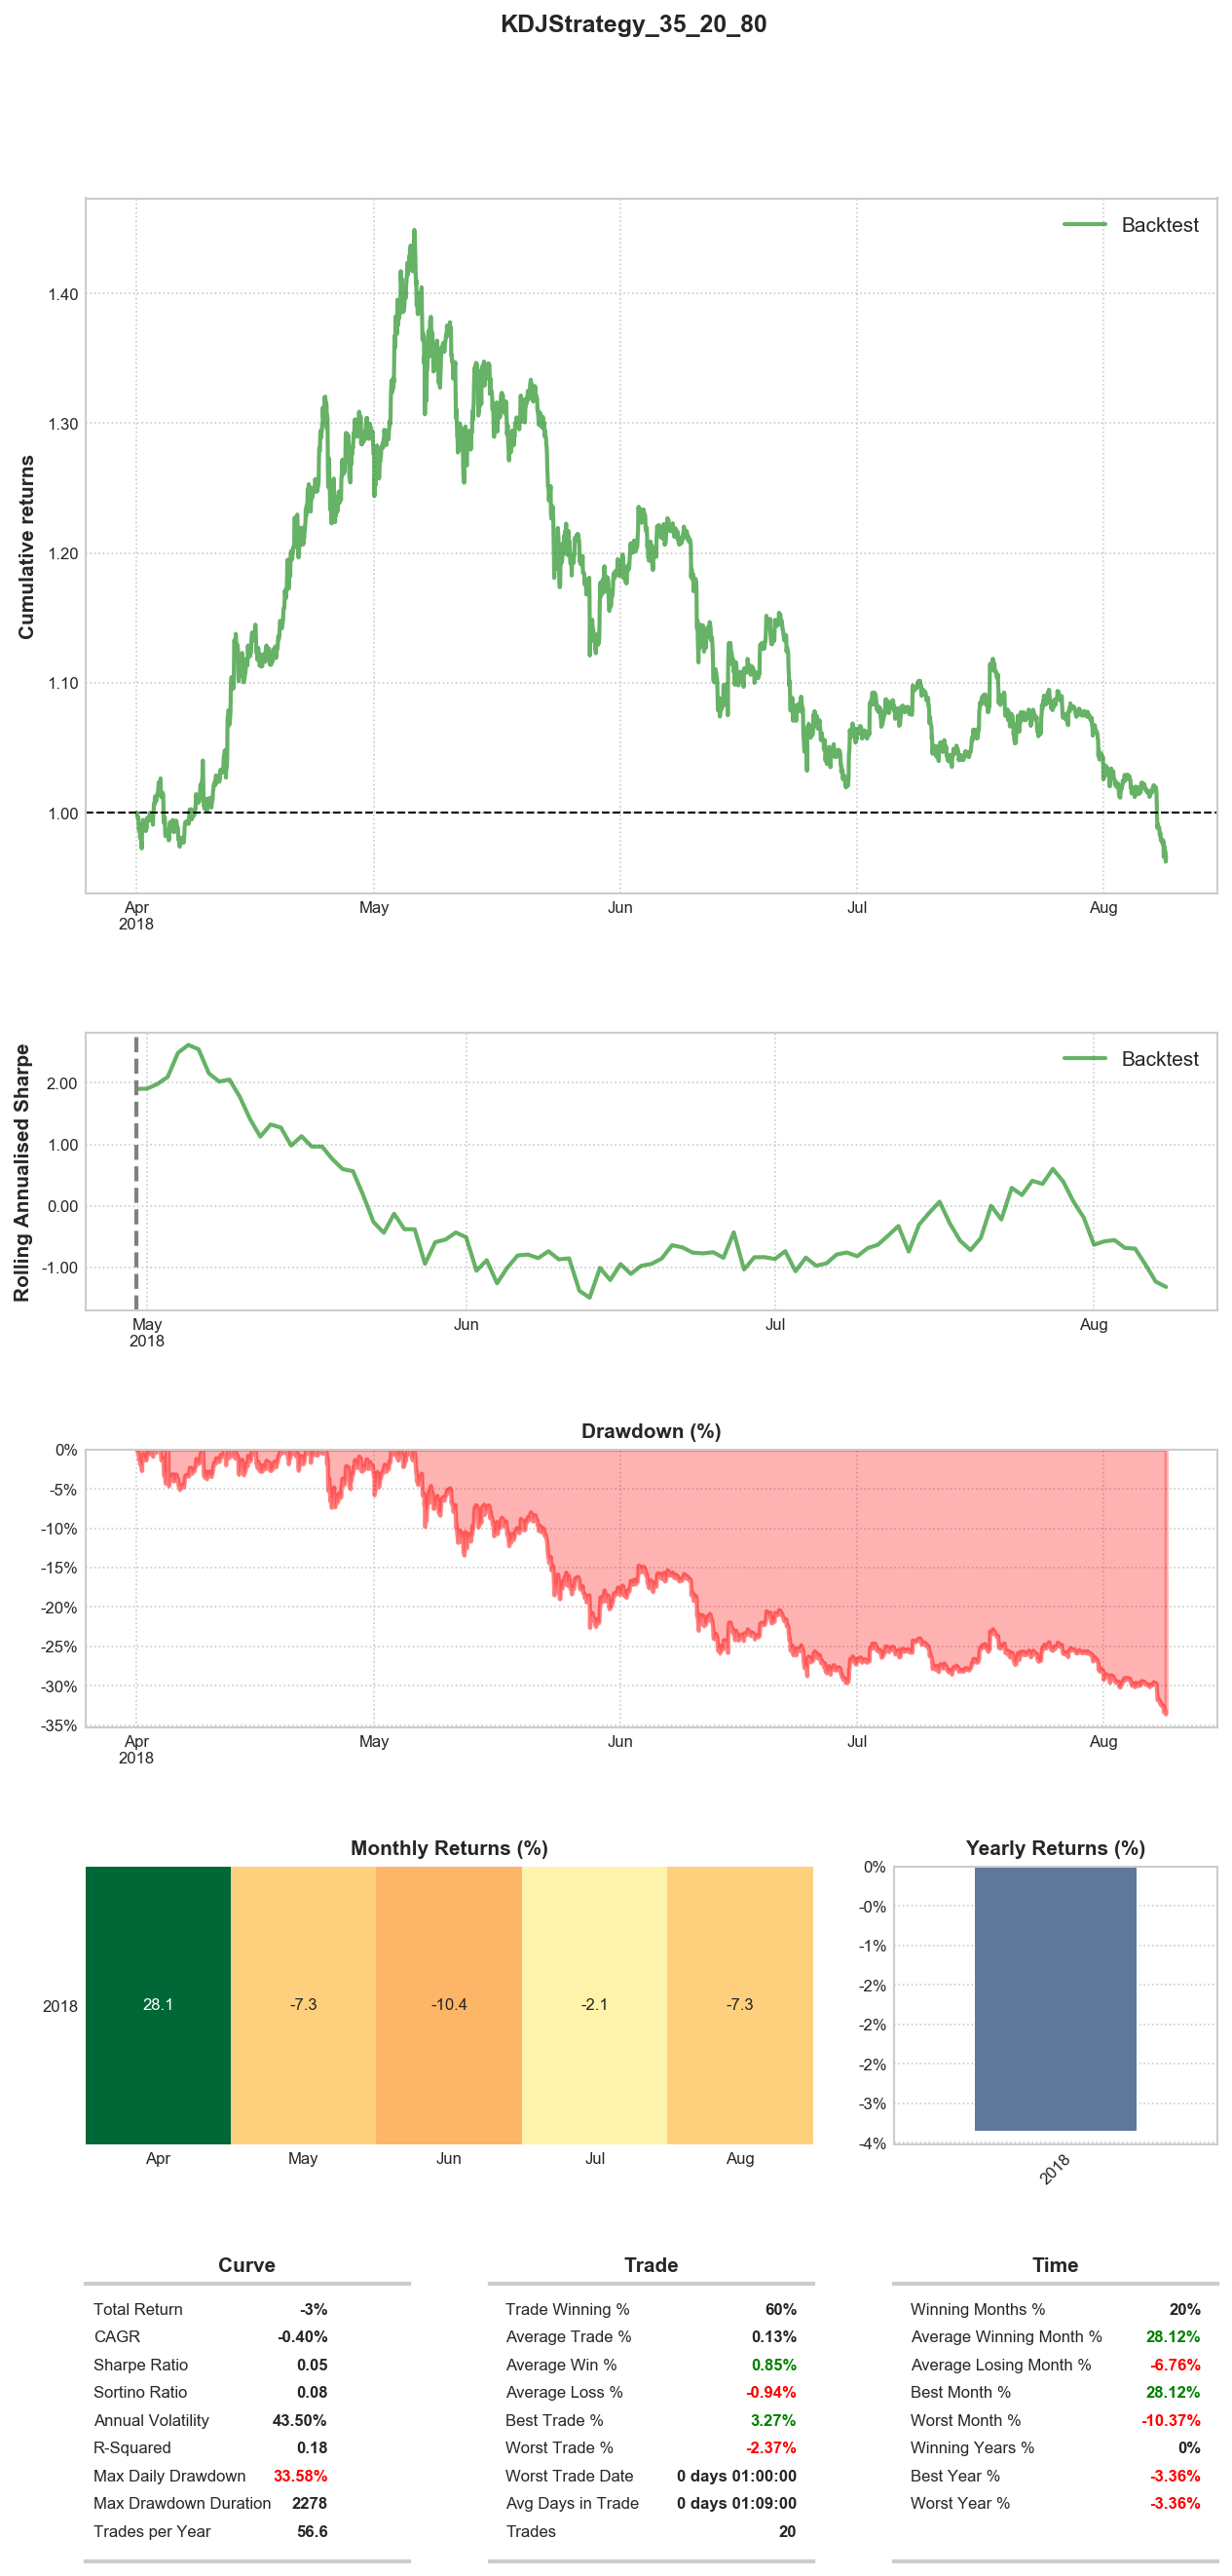 KDJStrategy_35_20_80
Backtest
Cumulative returns
1.40
1.30
1.20
1.10
1.00
Apr May Jun Jul Aug
2018
Backtest
Rolling Annualised Sharpe
2.00
1.00
0.00
-1.00
May Jun Jul Aug
2018
Drawdown (%)
0%
-5%
-10%
-15%
-20%
-25%
-30%
-35%
Apr May Jun Jul Aug
2018
Monthly Returns (%)
2018
28.1 -7.3 -10.4 -2.1 -7.3
Apr May Jun Jul Aug
Yearly Returns (%)
0%
-0%
-1%
-2%
-2%
-2%
-3%
-4%
2018
Curve
Total Return -3%
CAGR -0.40%
Sharpe Ratio 0.05
Sortino Ratio 0.08
Annual Volatility 43.50%
R-Squared 0.18
Max Daily Drawdown 33.58%
Max Drawdown Duration 2278
Trades per Year 56.6
Trade
Trade Winning % 60%
Average Trade % 0.13%
Average Win % 0.85%
Average Loss % -0.94%
Best Trade % 3.27%
Worst Trade % -2.37%
Worst Trade Date 0 days 01:00:00
Avg Days in Trade 0 days 01:09:00
Trades 20
Time
Winning Months % 20%
Average Winning Month % 28.12%
Average Losing Month % -6.76%
Best Month % 28.12%
Worst Month % -10.37%
Winning Years % 0%
Best Year % -3.36%
Worst Year % -3.36%